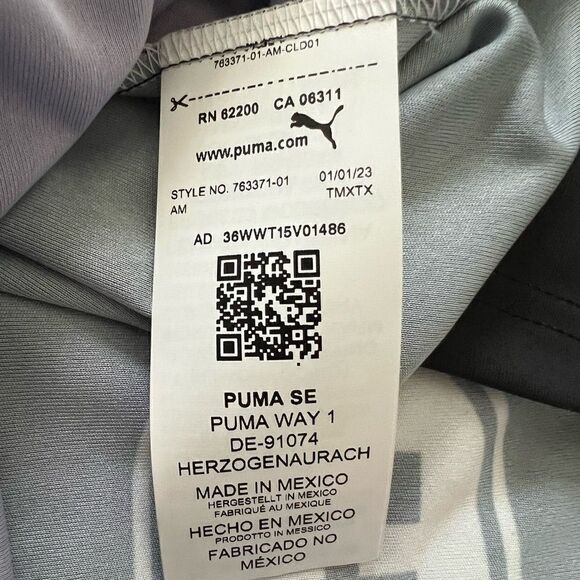 763371-01-AM-CLD01
RN 62200 CA 06311
www.puma.com
STYLE NO. 763371-01 01/01/23
AM TMXTX
AD 36WWT15V01486
PUMA SE
PUMA WAY 1
DE-91074
HERZOGENAURACH
MADE IN MEXICO
HERGESTELLT IN MEXICO
FABRIQUÉ AU MEXIQUE
HECHO EN MÉXICO
PRODOTTO IN MESSICO
FABRICADO NO
MÉXICO